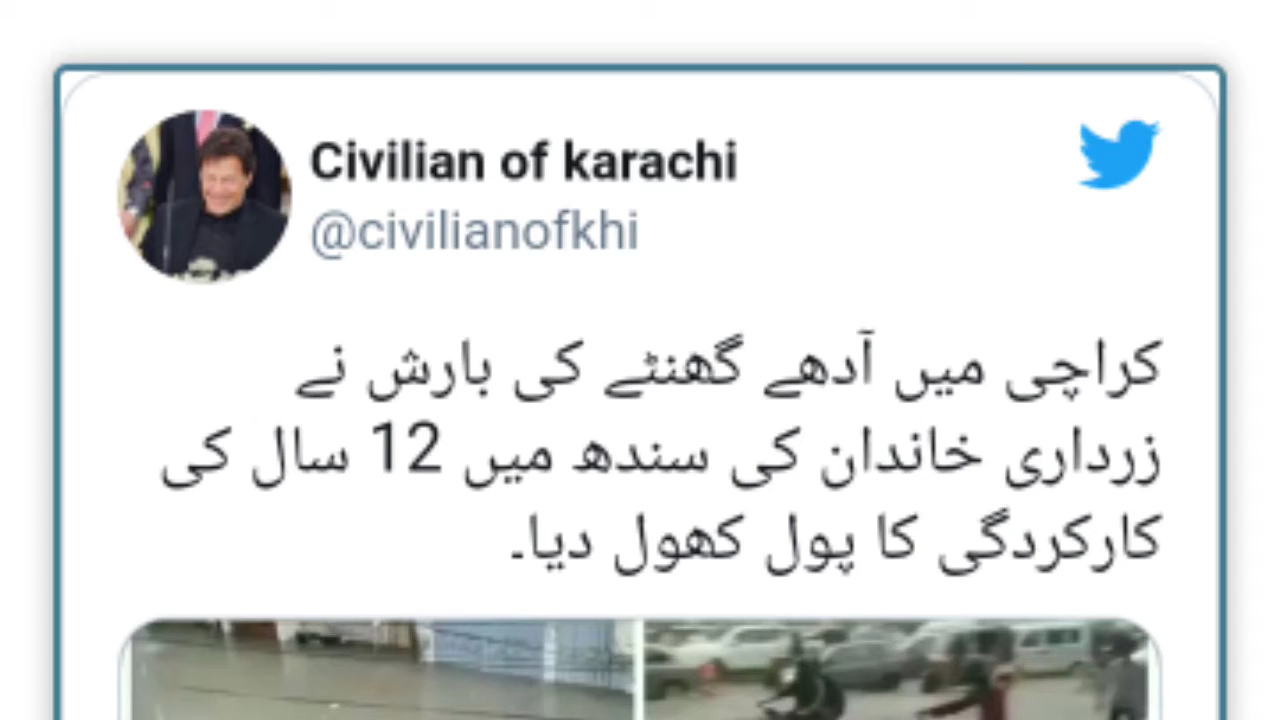 Civilian of karachi
@civilianofkhi
کراچی میں آدھے گھنٹے کی بارش نے
زرداری خاندان کی سندھ میں 12 سال کی
کارکردگی کا پول کھول دیا۔